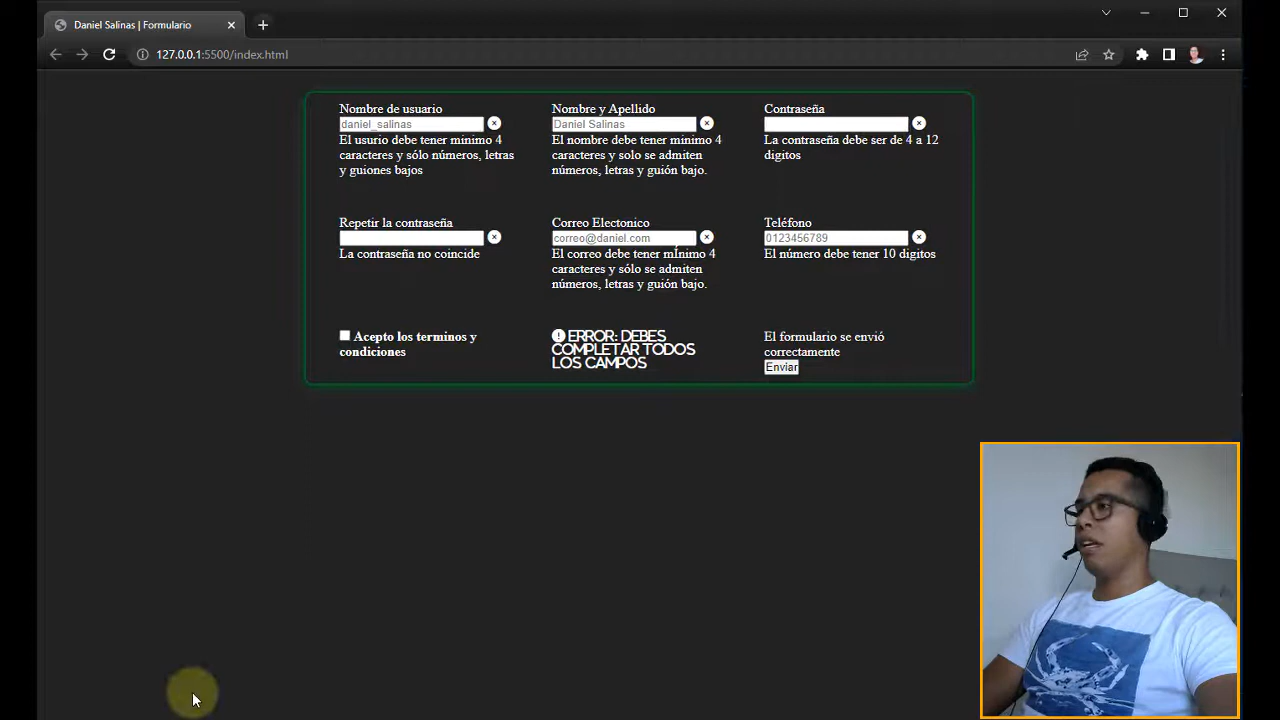 Daniel Salinas | Formulario
127.0.0.1:5500/index.html
Nombre de usuario
daniel_salinas
El usurio debe tener minimo 4
caracteres y sólo números, letras
y guiones bajos
Nombre y Apellido
Daniel Salinas
El nombre debe tener minimo 4
caracteres y solo se admiten
números, letras y guión bajo.
Contraseña
La contraseña debe ser de 4 a 12
digitos
Repetir la contraseña
La contraseña no coincide
Correo Electonico
correo@daniel.com
El correo debe tener mínimo 4
caracteres y sólo se admiten
números, letras y guión bajo.
Teléfono
0123456789
El número debe tener 10 digitos
Acepto los terminos y
condiciones
ERROR: DEBES
COMPLETAR TODOS
LOS CAMPOS
El formulario se envió
correctamente
Enviar